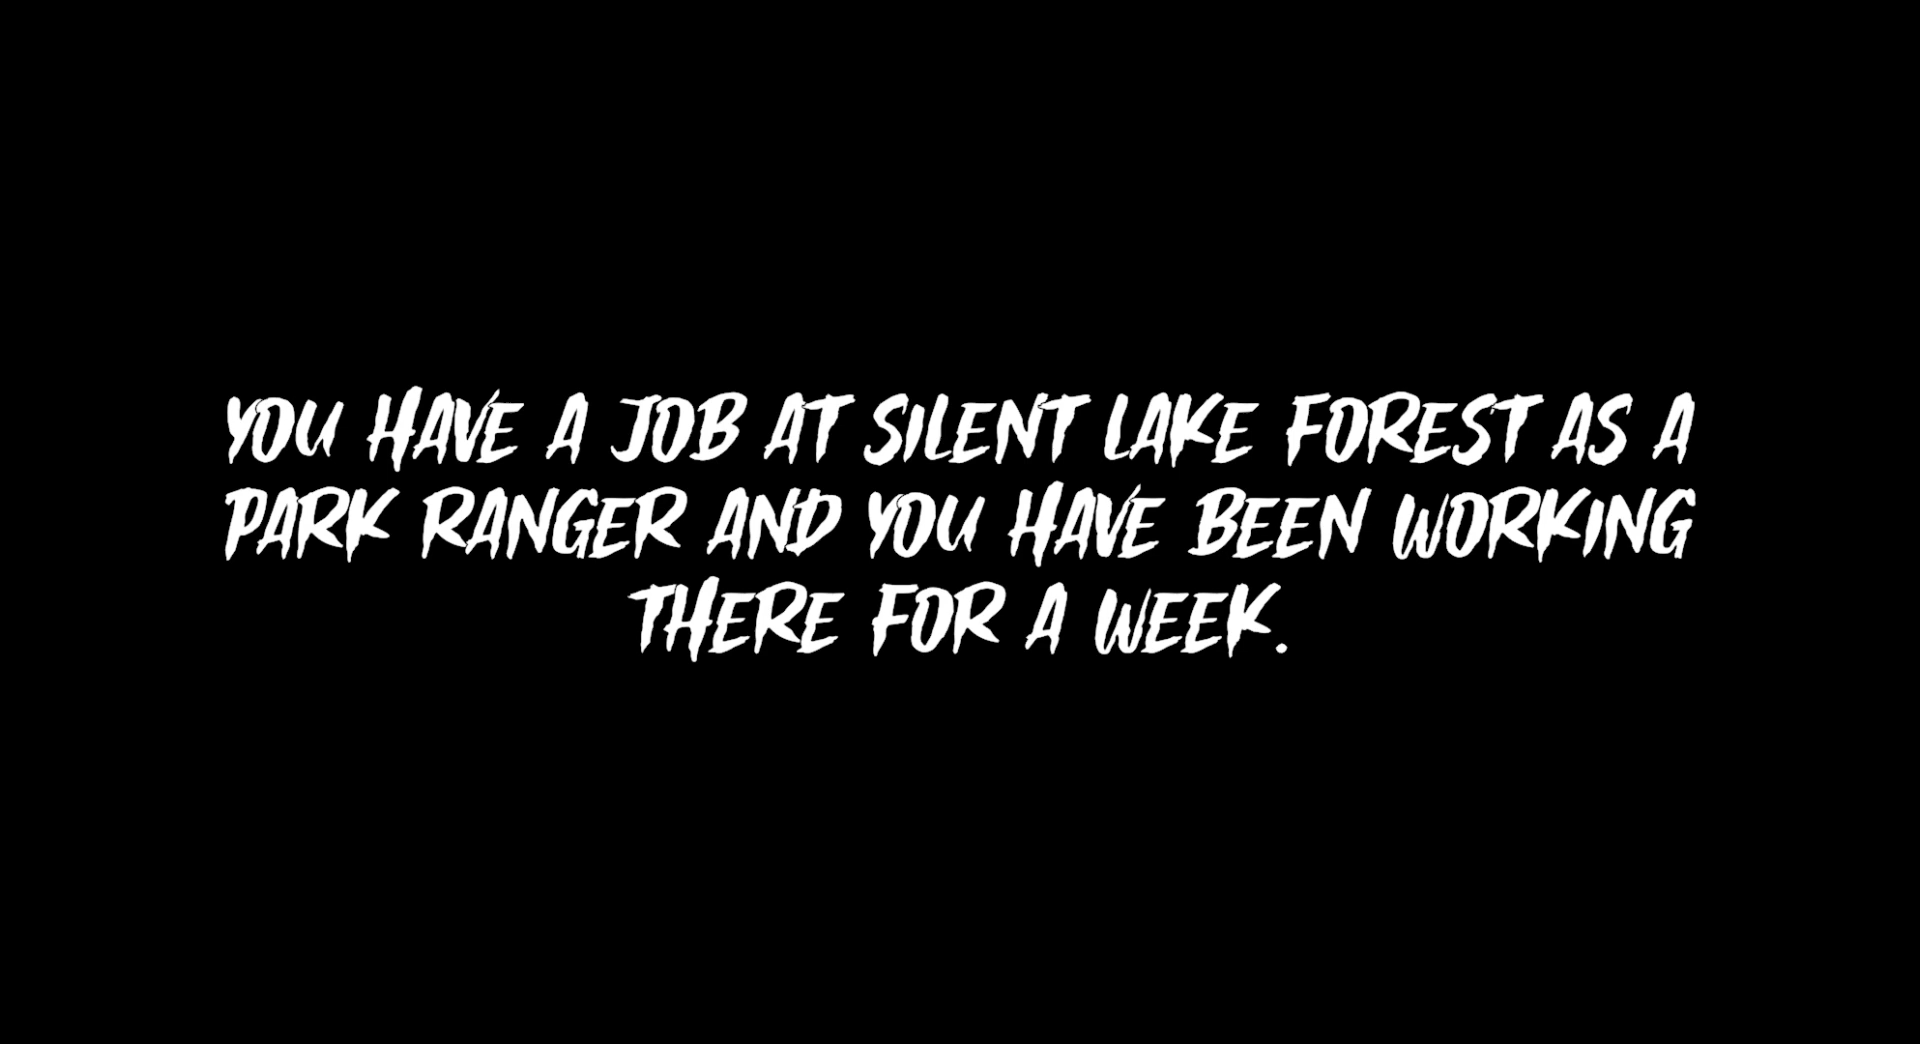 YOU HAVE A JOB AT SILENT LAKE FOREST AS A
PARK RANGER AND YOU HAVE BEEN WORKING
THERE FOR A WEEK.